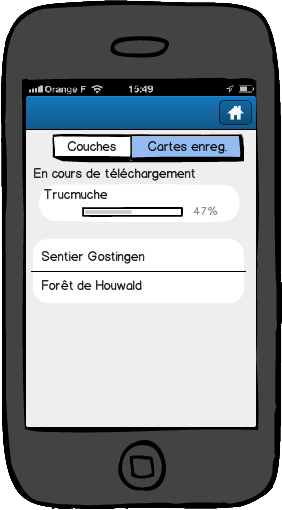 Orange F 15:49
Couches Cartes enreg.
En cours de téléchargement
Trucmuche
47%
Sentier Gostingen
Forêt de Houwald